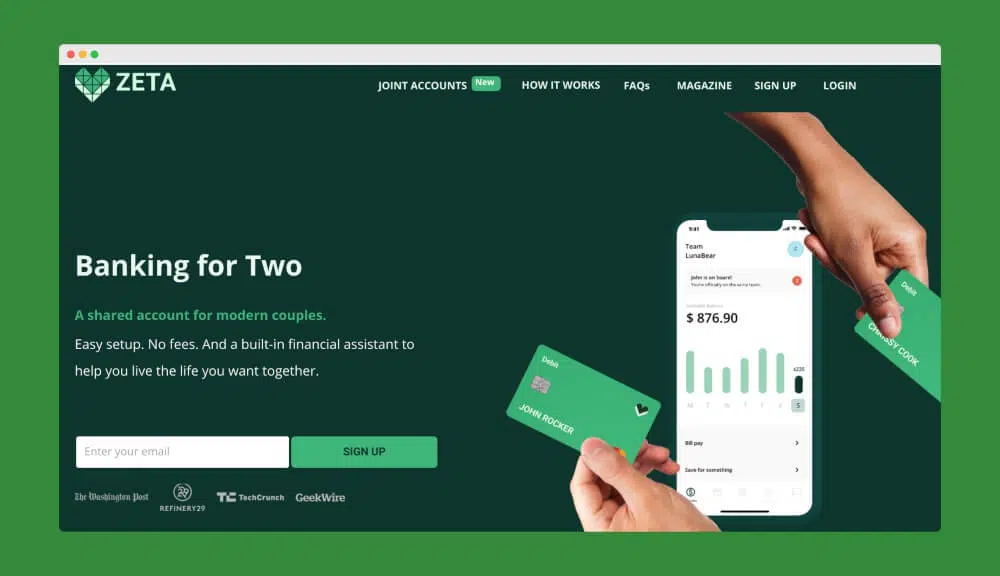 ZETA
JOINT ACCOUNTS New HOW IT WORKS FAQs MAGAZINE SIGN UP LOGIN
Banking for Two
A shared account for modern couples.
Easy setup. No fees. And a built-in financial assistant to
help you live the life you want together.
Enter your email SIGN UP
The Washington Post
29
REFINERY29
TC TechCrunch
GeekWire
Debit
JOHN ROCKER
9:41
Team
LunaBear
C
John is on board!
You're officially on the same team.
Available Balance
$ 876.90
M T W T F S
S
Bill pay
Save for something
Debit
CHRISSY COOK